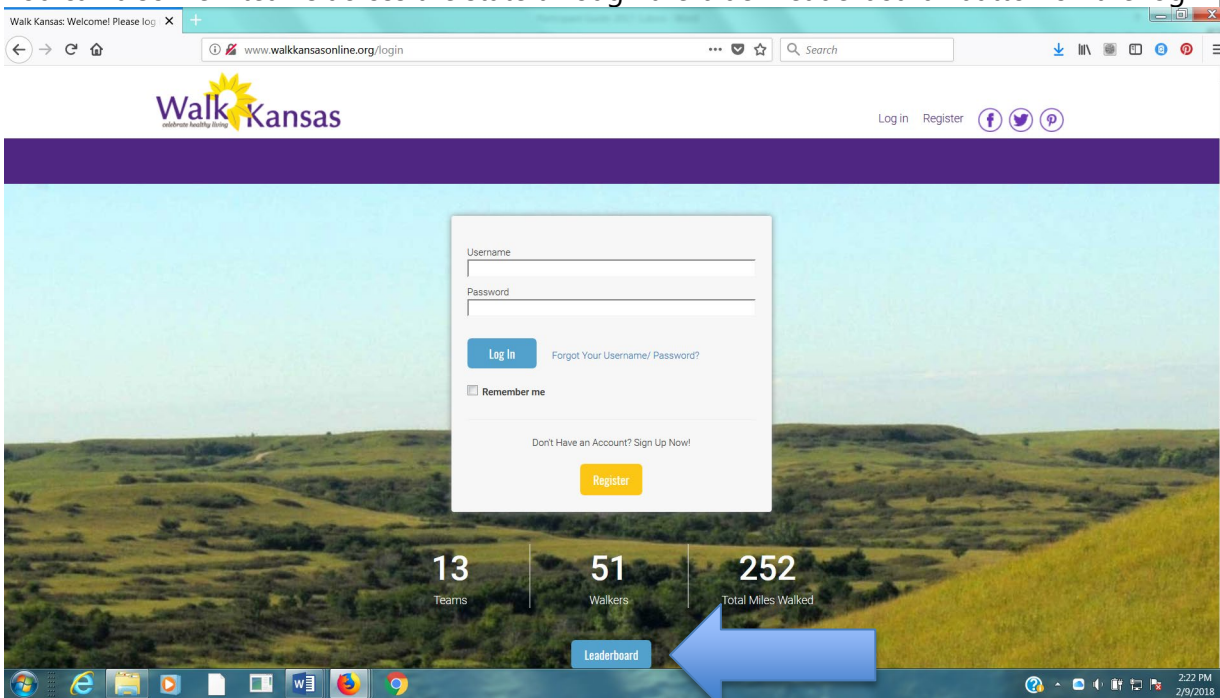 Walk Kansas: Welcome! Please log
www.walkkansasonline.org/login
Search
Walk Kansas
celebrate healthy living
Log in Register
Username
Password
Log In Forgot Your Username/ Password?
Remember me
Don't Have an Account? Sign Up Now!
Register
13 51 252
Teams Walkers Total Miles Walked
Leaderboard
2:22 PM
2/9/2018